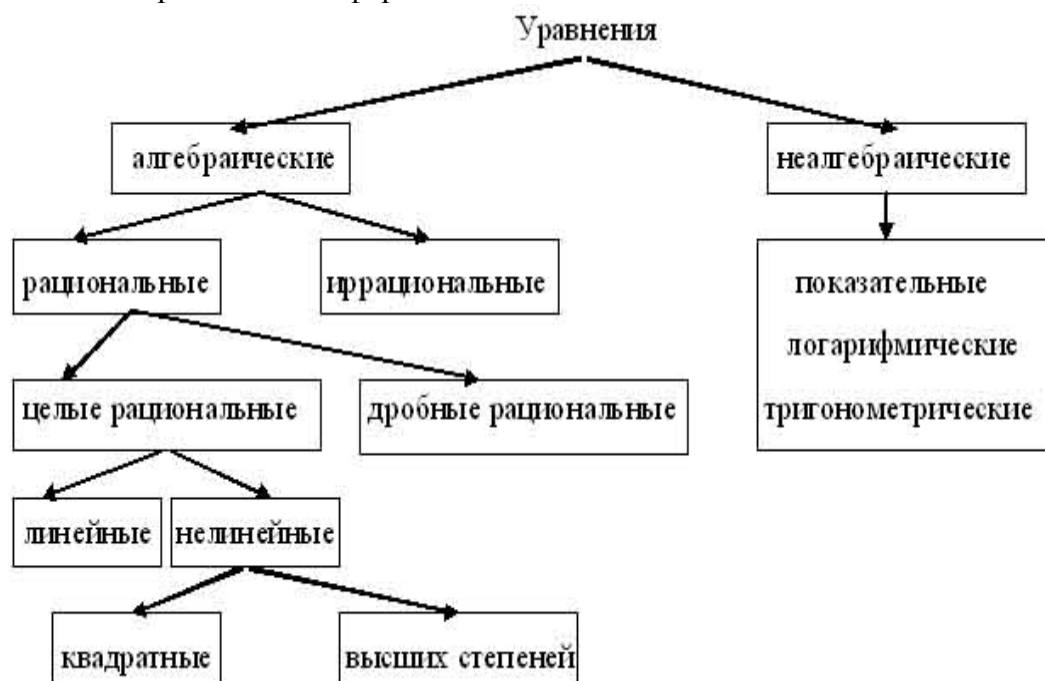 Уравнения
алгебраические
неалгебраические
рациональные
иррациональные
показательные
логарифмические
тригонометрические
целые рациональные
дробные рациональные
линейные
нелинейные
квадратные
высших степеней